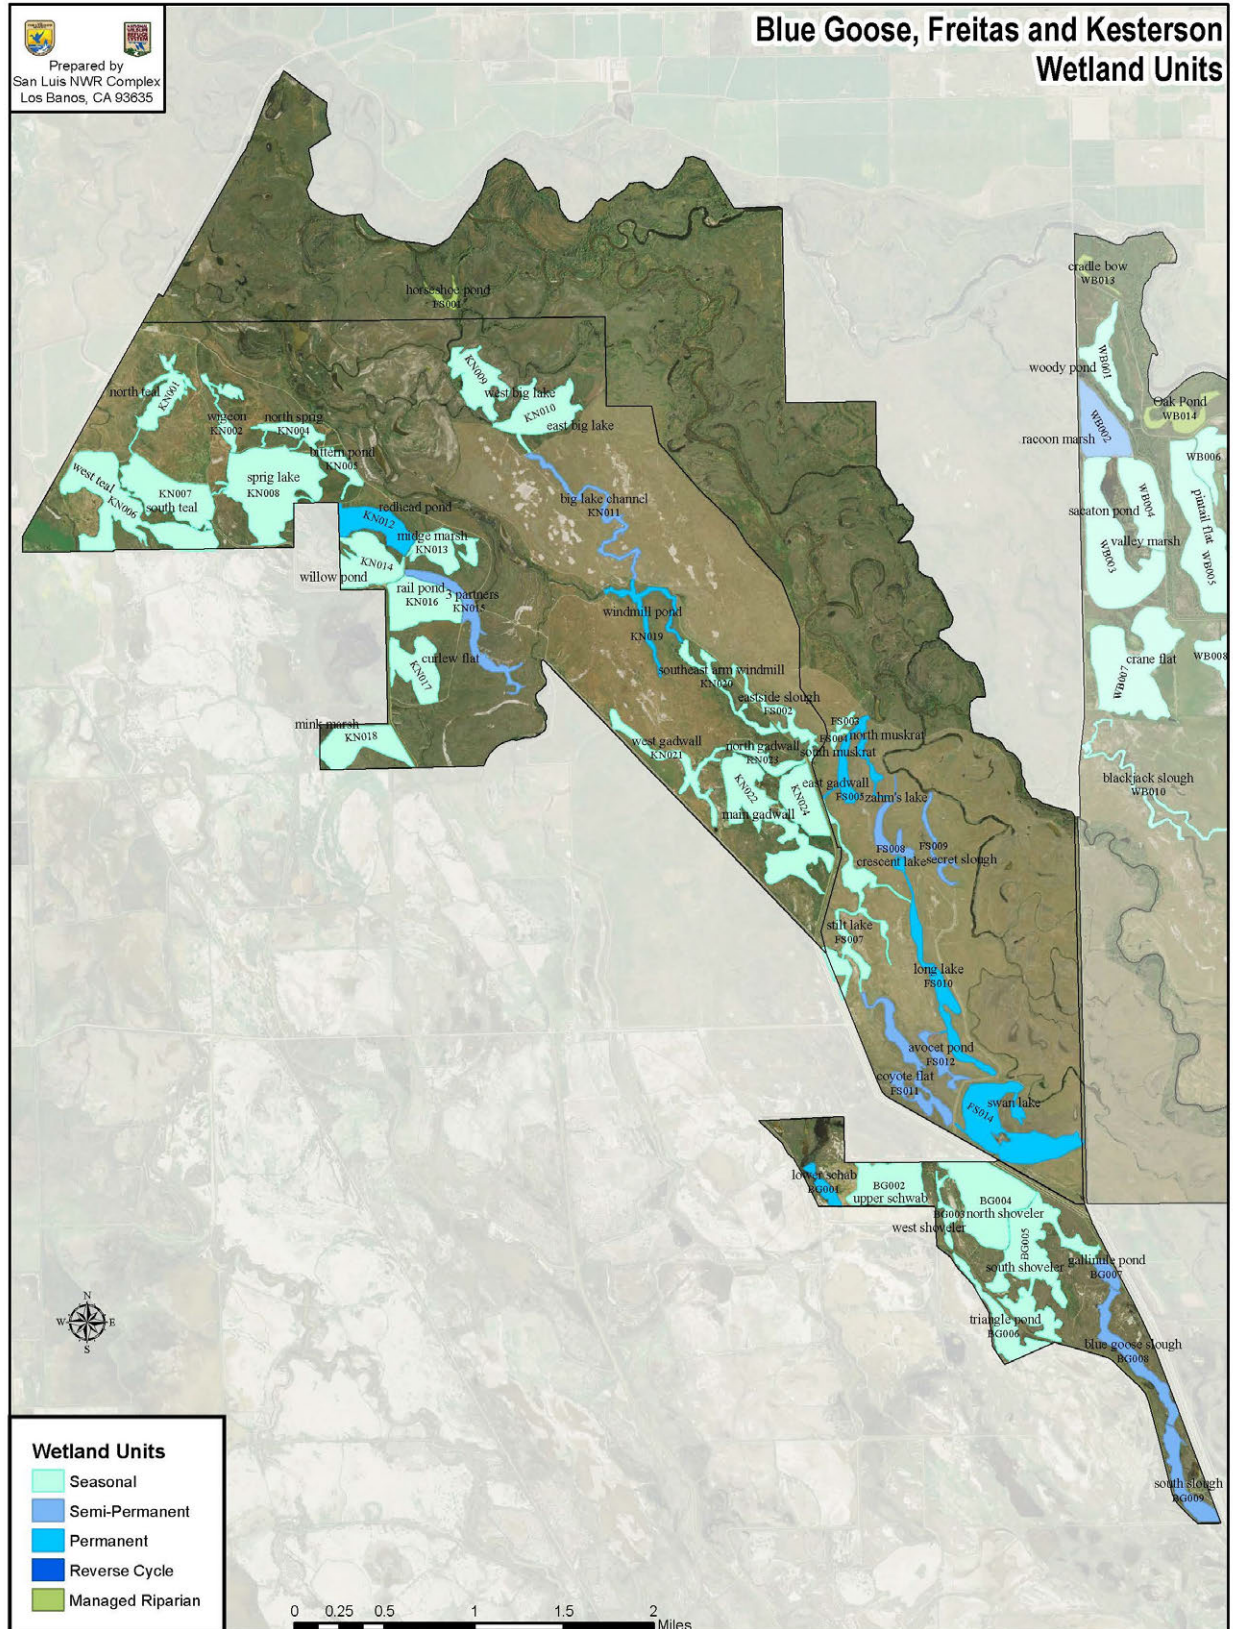 Blue Goose, Freitas and Kesterson
Wetland Units
Prepared by
San Luis NWR Complex
Los Banos, CA 93635
cradle bow
WB013
horseshoe pond
FS001
woody pond
WB001
Oak Pond
WB014
racoon marsh
WB002
WB006
north teal
KN001
KN009
west big lake
KN010
east big lake
wigeon
KN002
north sprig
KN004
bittern pond
KN005
west teal
KN006
KN007
south teal
sprig lake
KN008
big lake channel
KN011
sacaton pond
WB004
valley marsh
WB003
pintail flat
WB005
redhead pond
KN012
midge marsh
KN013
KN014
willow pond
rail pond
KN016
3 partners
KN015
windmill pond
KN019
curlew flat
KN017
southeast arm windmill
KN020
crane flat
WB007
WB008
mink marsh
KN018
eastside slough
FS002
FS003
FS004
north muskrat
south muskrat
west gadwall
KN021
north gadwall
KN023
KN022
main gadwall
KN024
east gadwall
FS005
zahm's lake
blackjack slough
WB010
FS008
crescent lake
FS009
secret slough
stilt lake
FS007
long lake
FS010
avocet pond
FS012
coyote flat
FS011
swan lake
FS014
lower schab
BG001
BG002
upper schwab
BG004
north shoveler
BG003
west shoveler
BG005
south shoveler
gallinule pond
BG007
triangle pond
BG006
blue goose slough
BG008
south slough
BG009
N
W
E
S
Wetland Units
Seasonal
Semi-Permanent
Permanent
Reverse Cycle
Managed Riparian
0 0.25 0.5 1 1.5 2
Miles